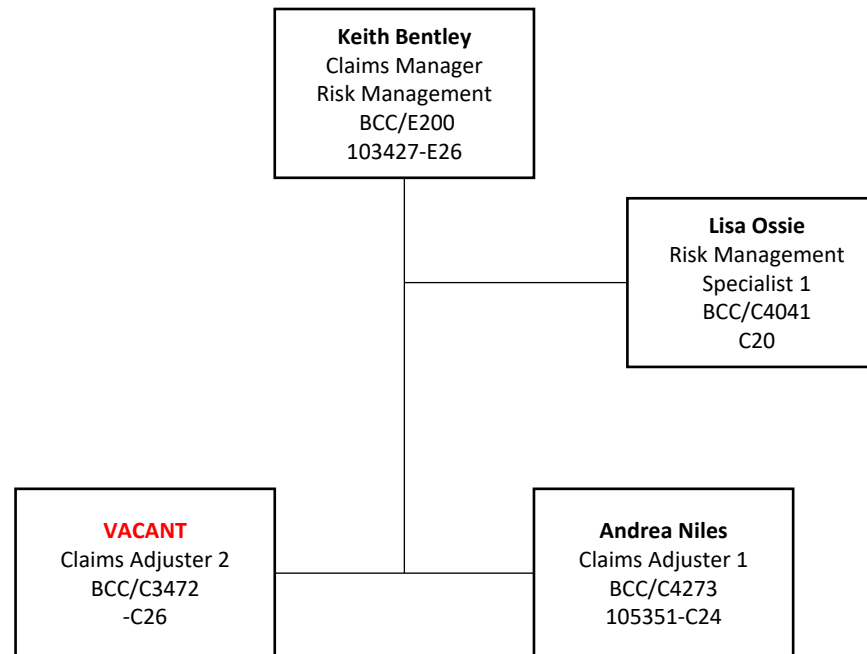 Keith Bentley
Claims Manager
Risk Management
BCC/E200
103427-E26
Lisa Ossie
Risk Management
Specialist 1
BCC/C4041
C20
VACANT
Claims Adjuster 2
BCC/C3472
-C26
Andrea Niles
Claims Adjuster 1
BCC/C4273
105351-C24